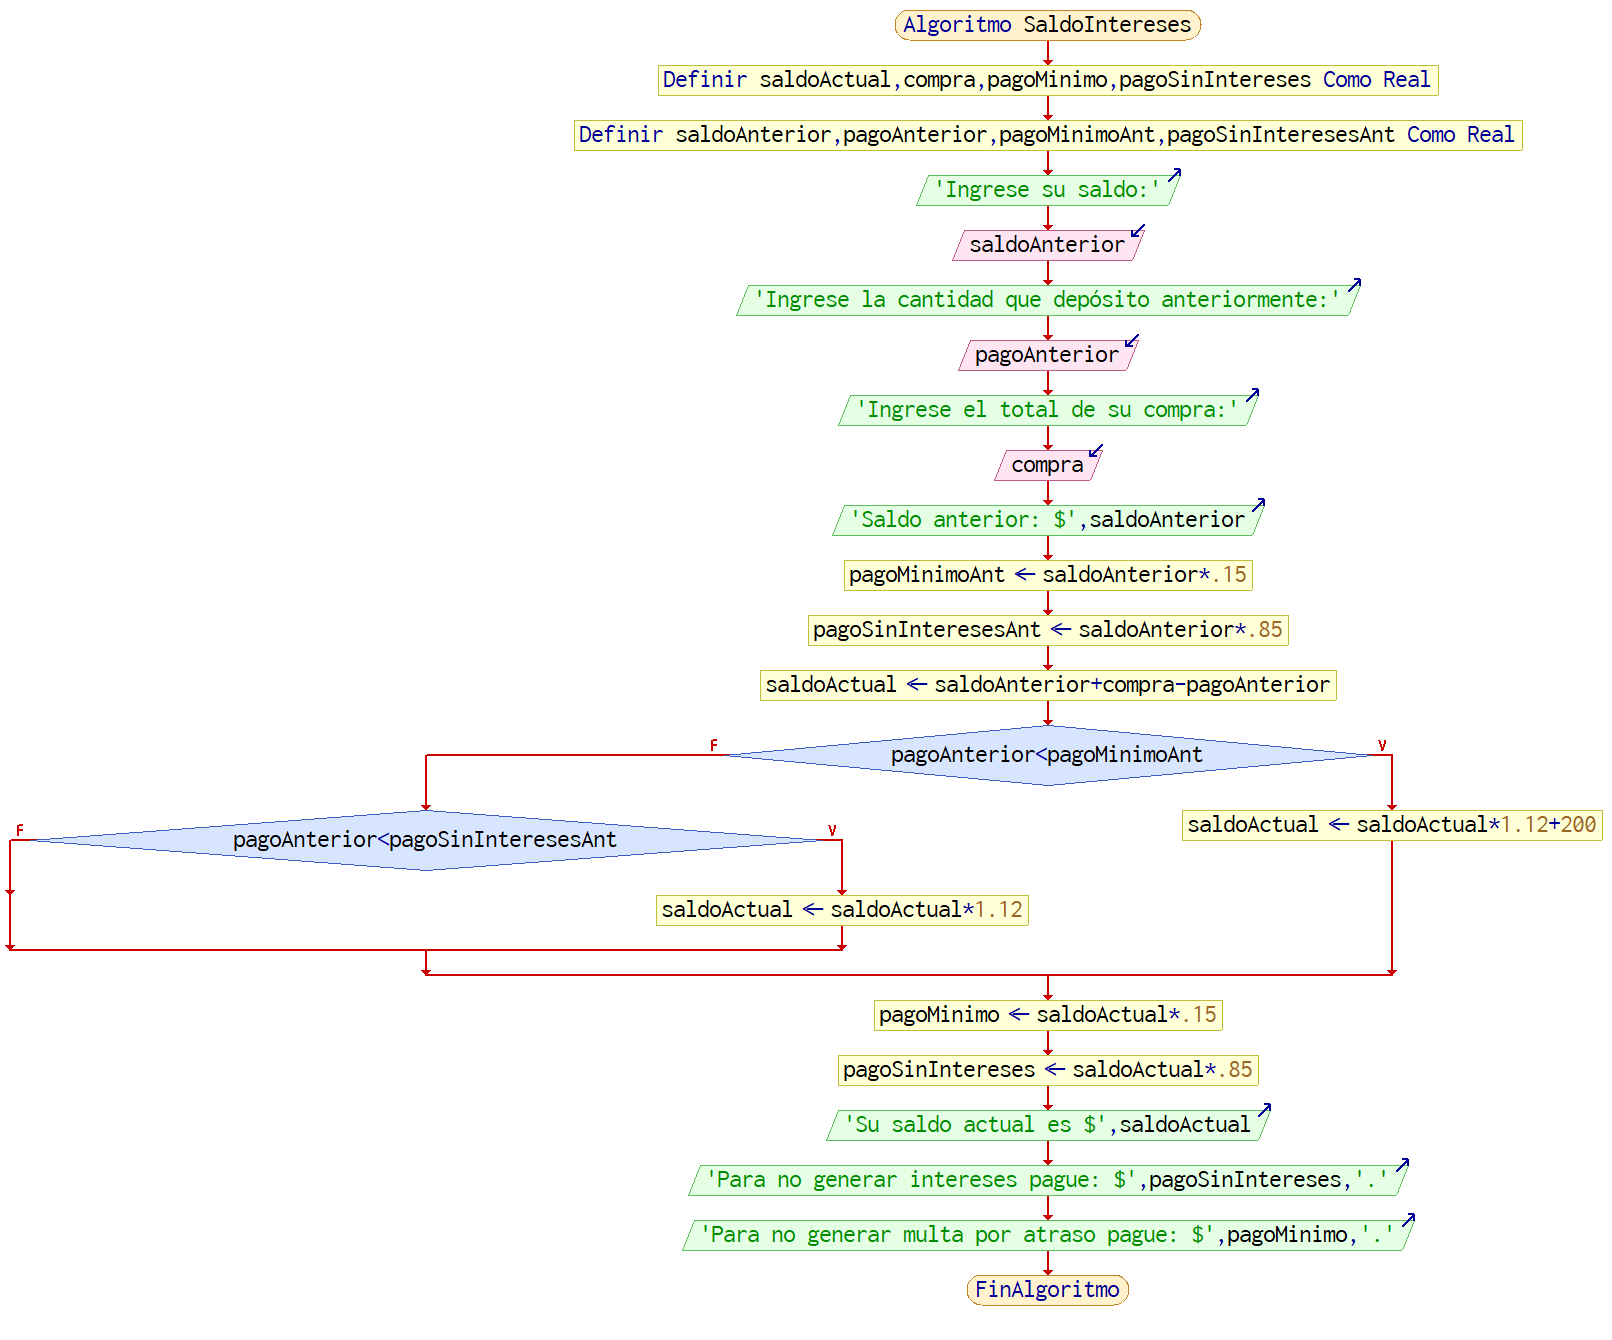 Algoritmo SaldoIntereses
Definir saldoActual,compra,pagoMinimo,pagoSinIntereses Como Real
Definir saldoAnterior,pagoAnterior,pagoMinimoAnt,pagoSinInteresesAnt Como Real
'Ingrese su saldo:'
saldoAnterior
'Ingrese la cantidad que depósito anteriormente:'
pagoAnterior
'Ingrese el total de su compra:'
compra
'Saldo anterior: $',saldoAnterior
pagoMinimoAnt ← saldoAnterior*.15
pagoSinInteresesAnt ← saldoAnterior*.85
saldoActual ← saldoAnterior+compra-pagoAnterior
F
pagoAnterior<pagoMinimoAnt
V
saldoActual ← saldoActual*1.12+200
F
pagoAnterior<pagoSinInteresesAnt
V
saldoActual ← saldoActual*1.12
pagoMinimo ← saldoActual*.15
pagoSinIntereses ← saldoActual*.85
'Su saldo actual es $',saldoActual
'Para no generar intereses pague: $',pagoSinIntereses,'.'
'Para no generar multa por atraso pague: $',pagoMinimo,'.'
FinAlgoritmo